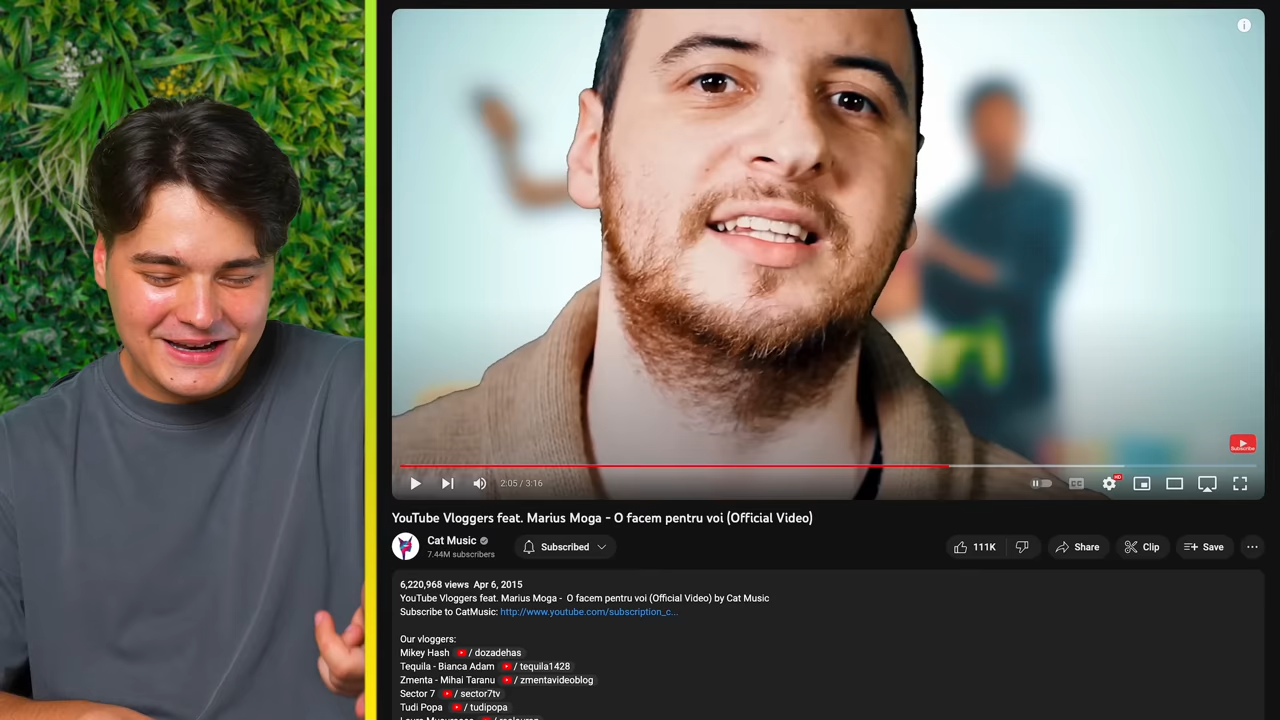 Subscribe
2:05 / 3:16
CC
HD
YouTube Vloggers feat. Marius Moga - O facem pentru voi (Official Video)
Cat Music
7.44M subscribers
Subscribed
111K
Share
Clip
Save
6,220,968 views Apr 6, 2015
YouTube Vloggers feat. Marius Moga - O facem pentru voi (Official Video) by Cat Music
Subscribe to CatMusic: http://www.youtube.com/subscription_c...
Our vloggers:
Mikey Hash / dozadehas
Tequila - Bianca Adam / tequila1428
Zmenta - Mihai Taranu / zmentavideoblog
Sector 7 / sector7tv
Tudi Popa / tudipopa